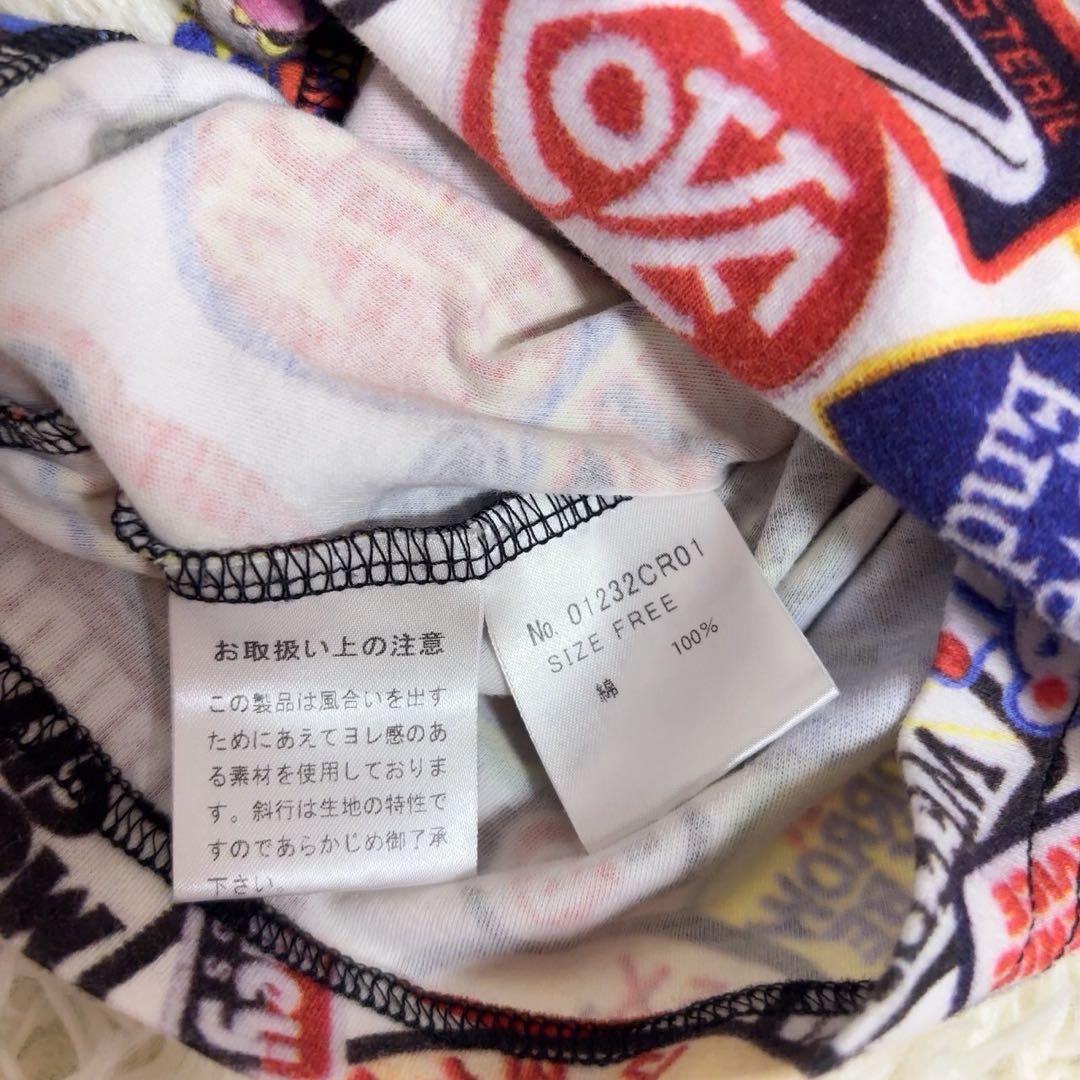 STERIL
LOVE
End
No. 01232CR01
SIZE FREE
綿 100%
お取扱い上の注意
この製品は風合いを出す
ためにあえてヨレ感のあ
る素材を使用しておりま
す。斜行は生地の特性で
すのであらかじめ御了承
下さい。